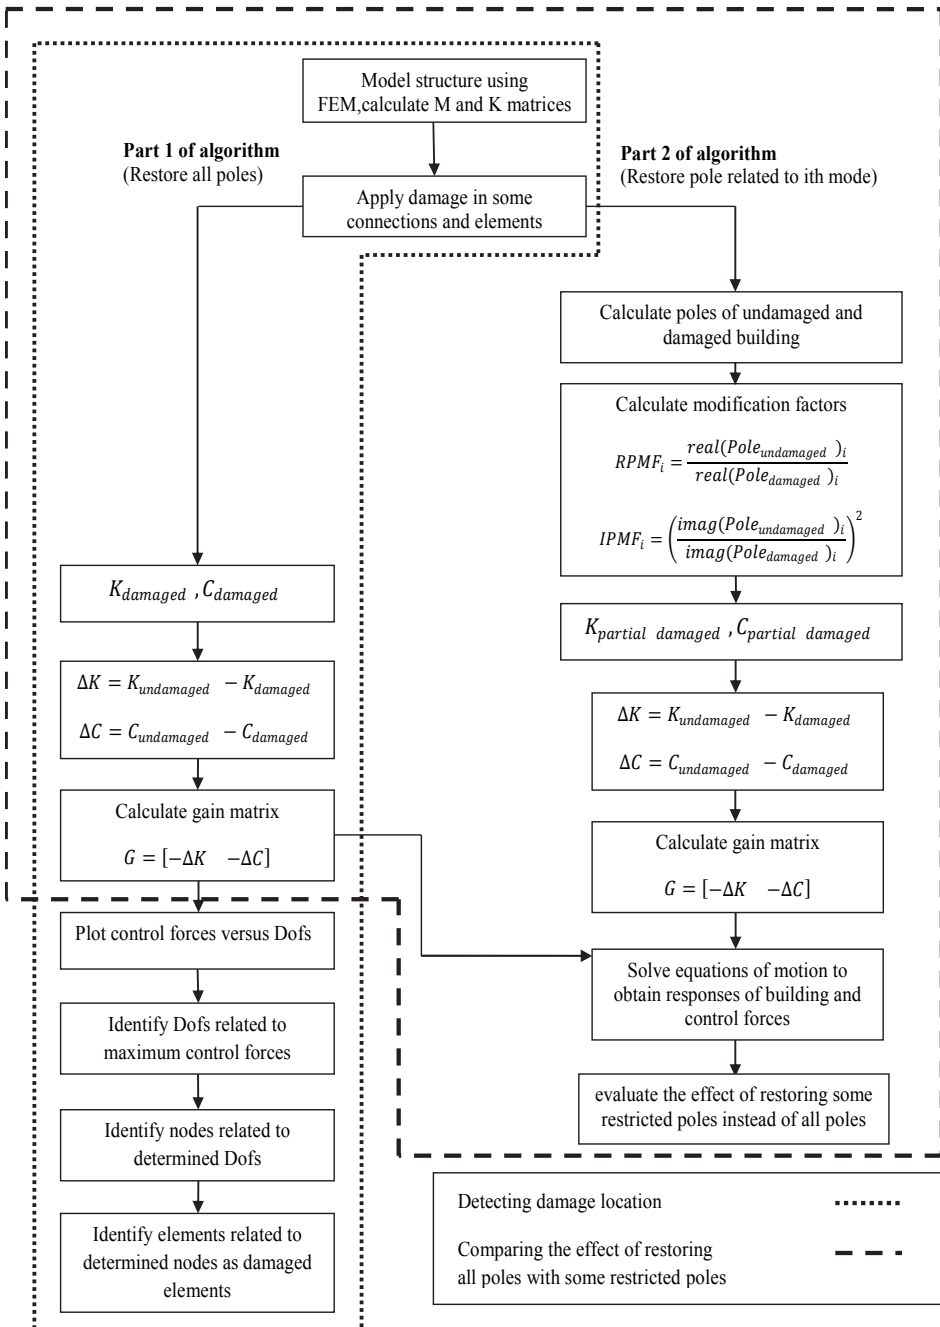 Model structure using
FEM,calculate M and K matrices
Part 1 of algorithm
(Restore all poles)
Part 2 of algorithm
(Restore pole related to ith mode)
Apply damage in some
connections and elements
Calculate poles of undamaged and
damaged building
Calculate modification factors
RPMF_i = real(Pole_undamaged )_i / real(Pole_damaged )_i
IPMF_i = (imag(Pole_undamaged )_i / imag(Pole_damaged )_i)^2
K_damaged , C_damaged
ΔK = K_undamaged − K_damaged
ΔC = C_undamaged − C_damaged
Calculate gain matrix
G = [−ΔK −ΔC]
K_partial damaged , C_partial damaged
ΔK = K_undamaged − K_damaged
ΔC = C_undamaged − C_damaged
Calculate gain matrix
G = [−ΔK −ΔC]
Plot control forces versus Dofs
Identify Dofs related to
maximum control forces
Identify nodes related to
determined Dofs
Identify elements related to
determined nodes as damaged
elements
Solve equations of motion to
obtain responses of building and
control forces
evaluate the effect of restoring some
restricted poles instead of all poles
Detecting damage location
Comparing the effect of restoring
all poles with some restricted poles